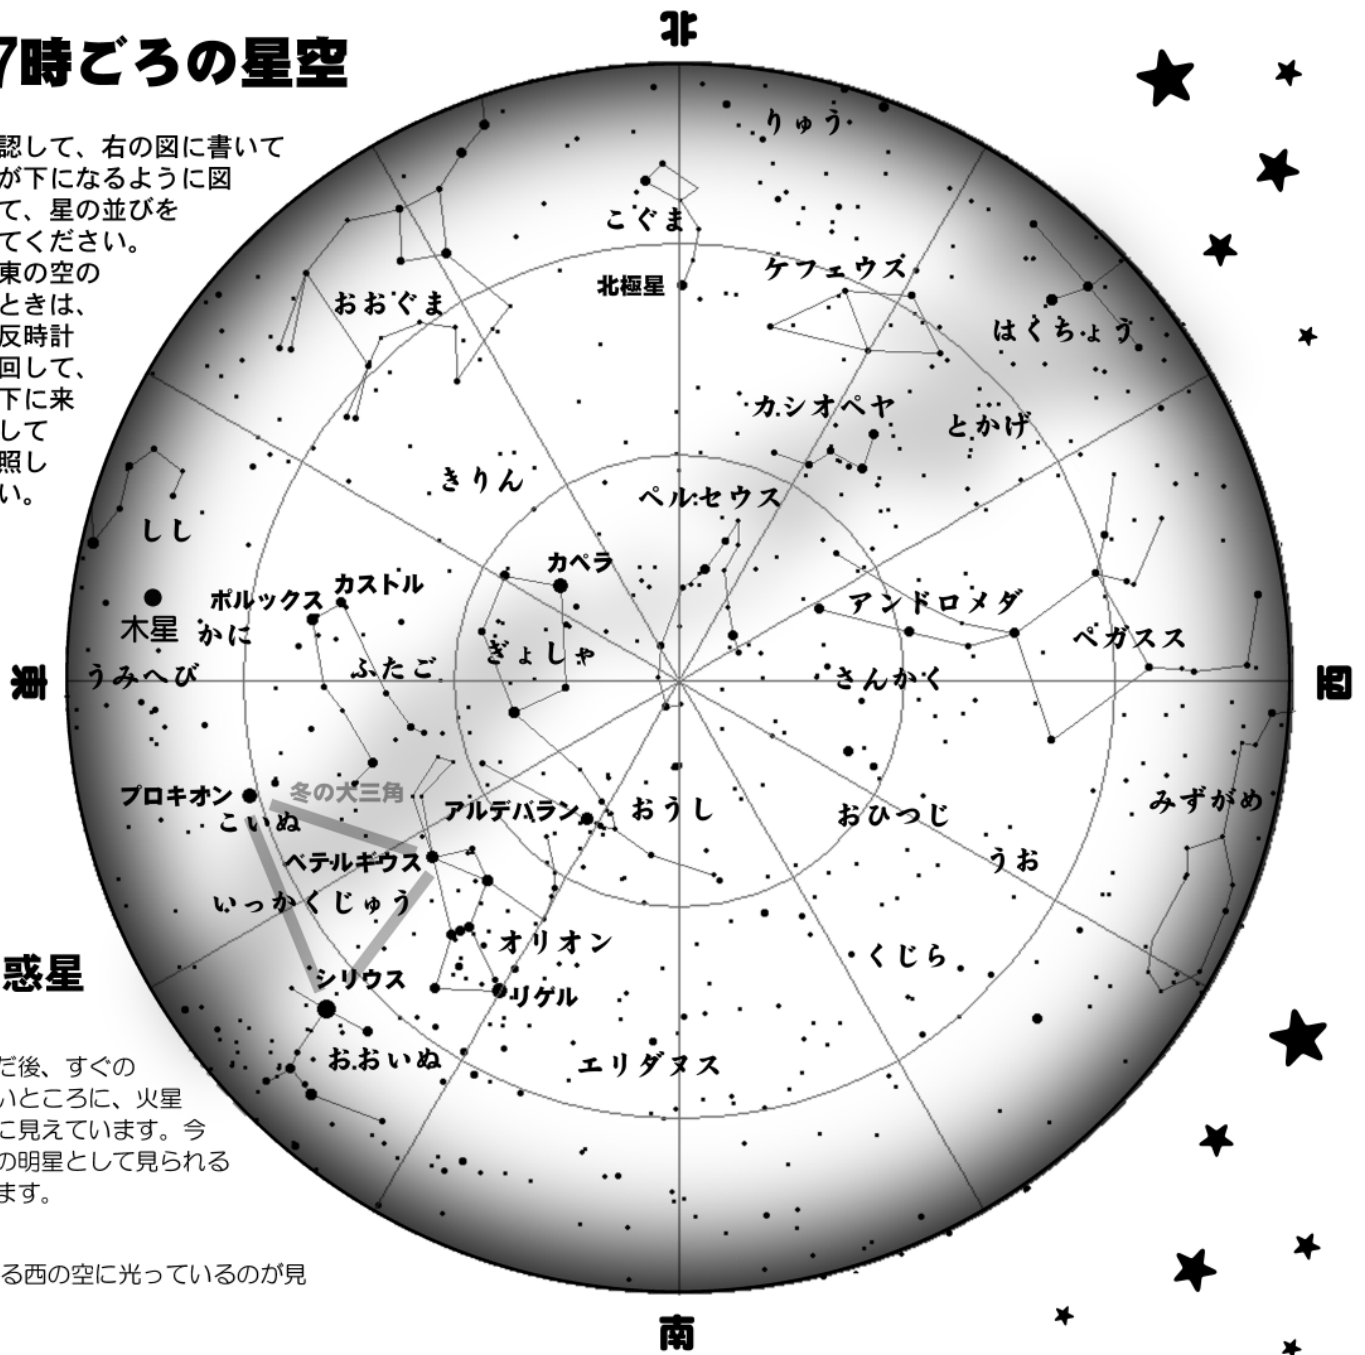 7時ごろの星空
認して、右の図に書いて
が下になるように図
て、星の並びを
てください。
東の空の
ときは、
反時計
回して、
下に来
して
照し
い。
惑星
だ後、すぐの
いところに、火星
に見えています。今
の明星として見られる
ます。
る西の空に光っているのが見
北
りゅう
こぐま
北極星
ケフェウズ
おおぐま
はくちょう
カシオペヤ
とかげ
きりん
ペルセウス
しし
カペラ
カストル
ポルックス
木星
かに
アンドロメダ
ペガスス
ぎょしゃ
ふたご
うみへび
さんかく
東
西
プロキオン
冬の大三角
こいぬ
アルデバラン
おうし
おひつじ
みずがめ
ベテルギウス
うお
いっかくじゅう
オリオン
くじら
シリウス
リゲル
おおいぬ
エリダヌス
南